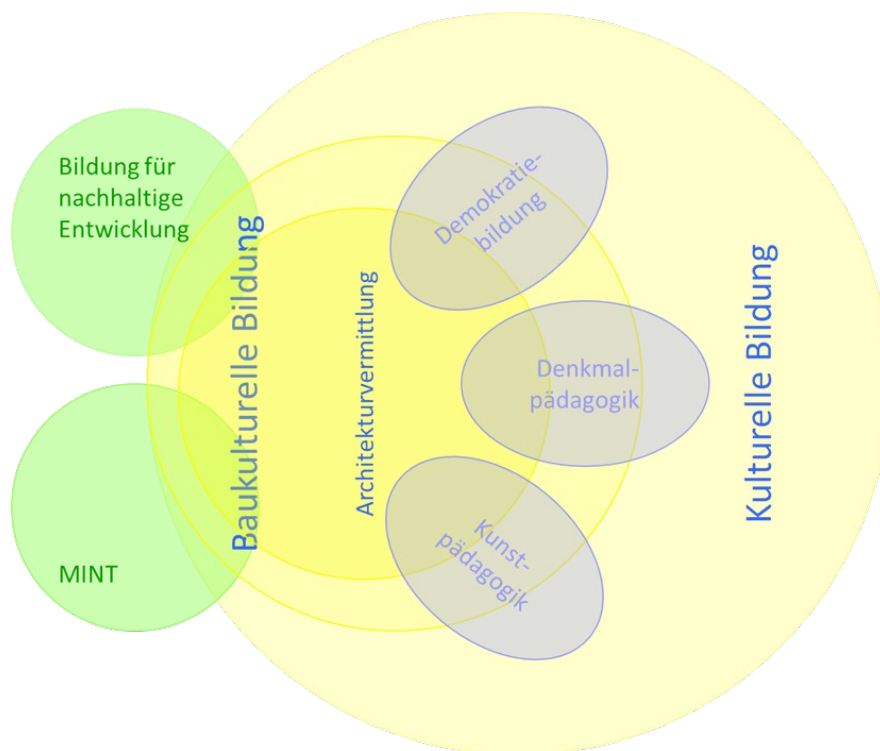 Bildung für
nachhaltige
Entwicklung
MINT
Baukulturelle Bildung
Architekturvermittlung
Demokratie-
bildung
Denkmal-
pädagogik
Kunst-
pädagogik
Kulturelle Bildung